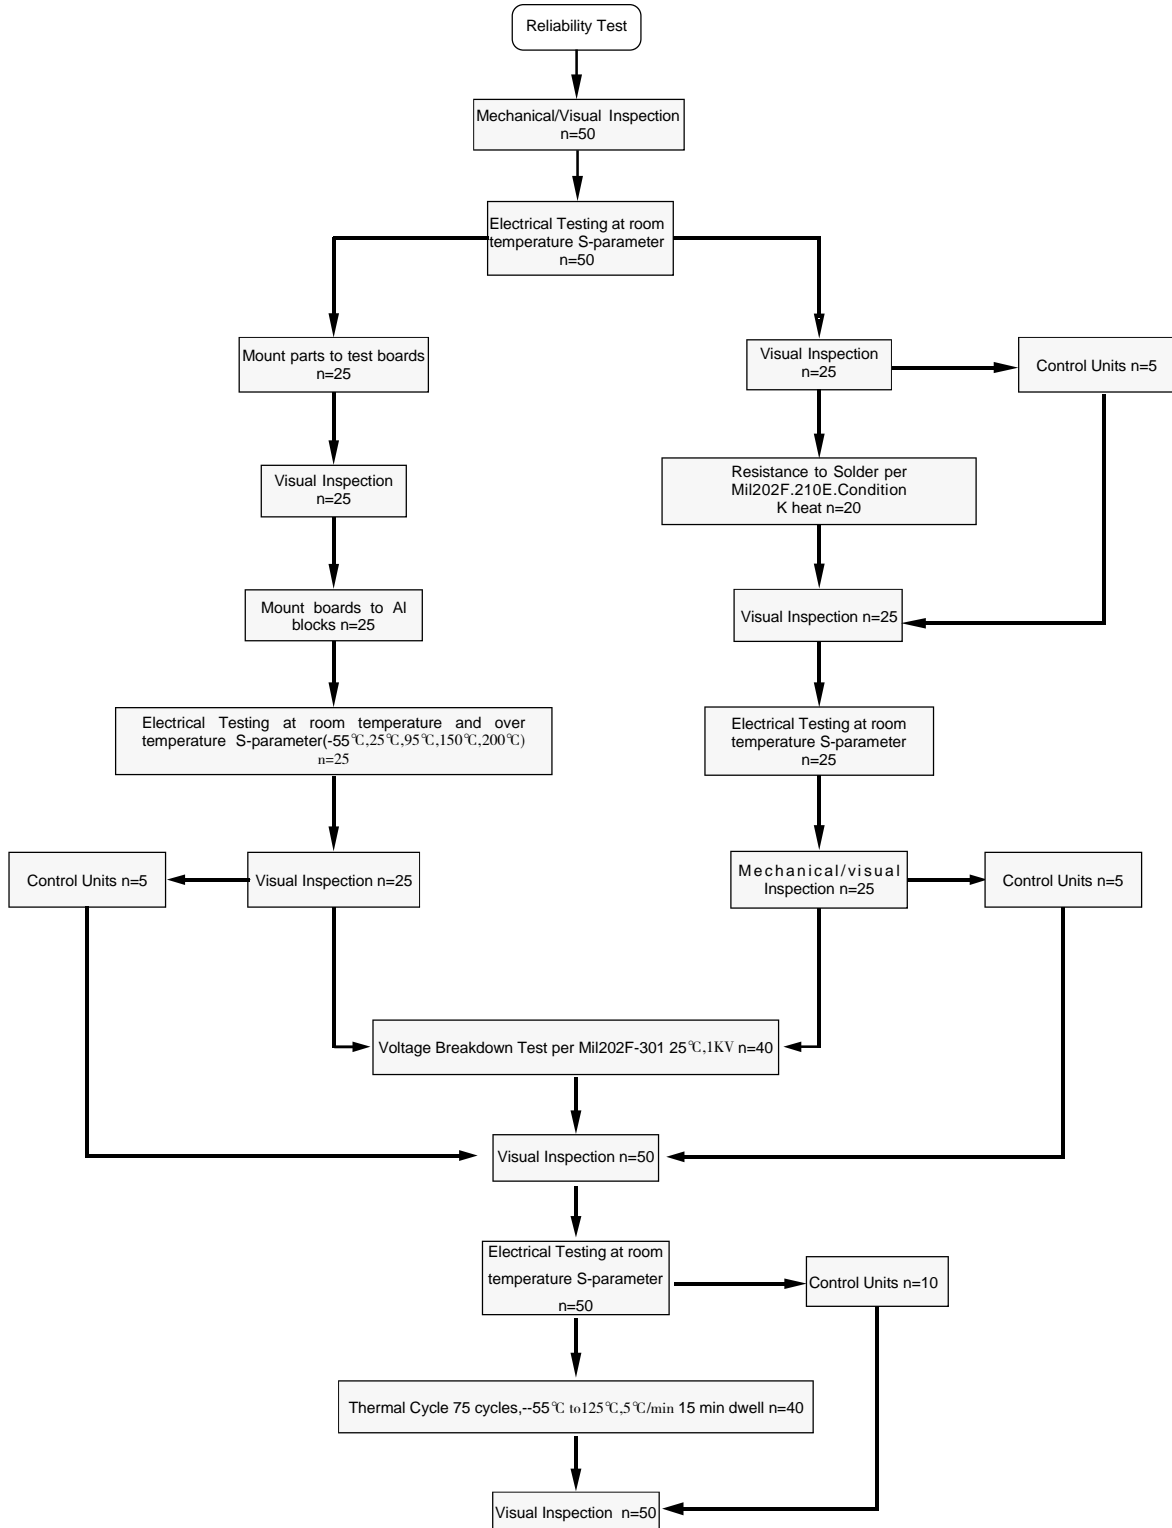 Reliability Test
Mechanical/Visual Inspection
n=50
Electrical Testing at room
temperature S-parameter
n=50
Mount parts to test boards
n=25
Visual Inspection
n=25
Control Units n=5
Visual Inspection
n=25
Resistance to Solder per
Mil202F.210E.Condition
K heat n=20
Mount boards to Al
blocks n=25
Visual Inspection n=25
Electrical Testing at room temperature and over
temperature S-parameter(-55℃,25℃,95℃,150℃,200℃)
n=25
Electrical Testing at room
temperature S-parameter
n=25
Control Units n=5
Visual Inspection n=25
Mechanical/visual
Inspection n=25
Control Units n=5
Voltage Breakdown Test per Mil202F-301 25℃,1KV n=40
Visual Inspection n=50
Electrical Testing at room
temperature S-parameter
n=50
Control Units n=10
Thermal Cycle 75 cycles,--55℃ to125℃,5℃/min 15 min dwell n=40
Visual Inspection n=50